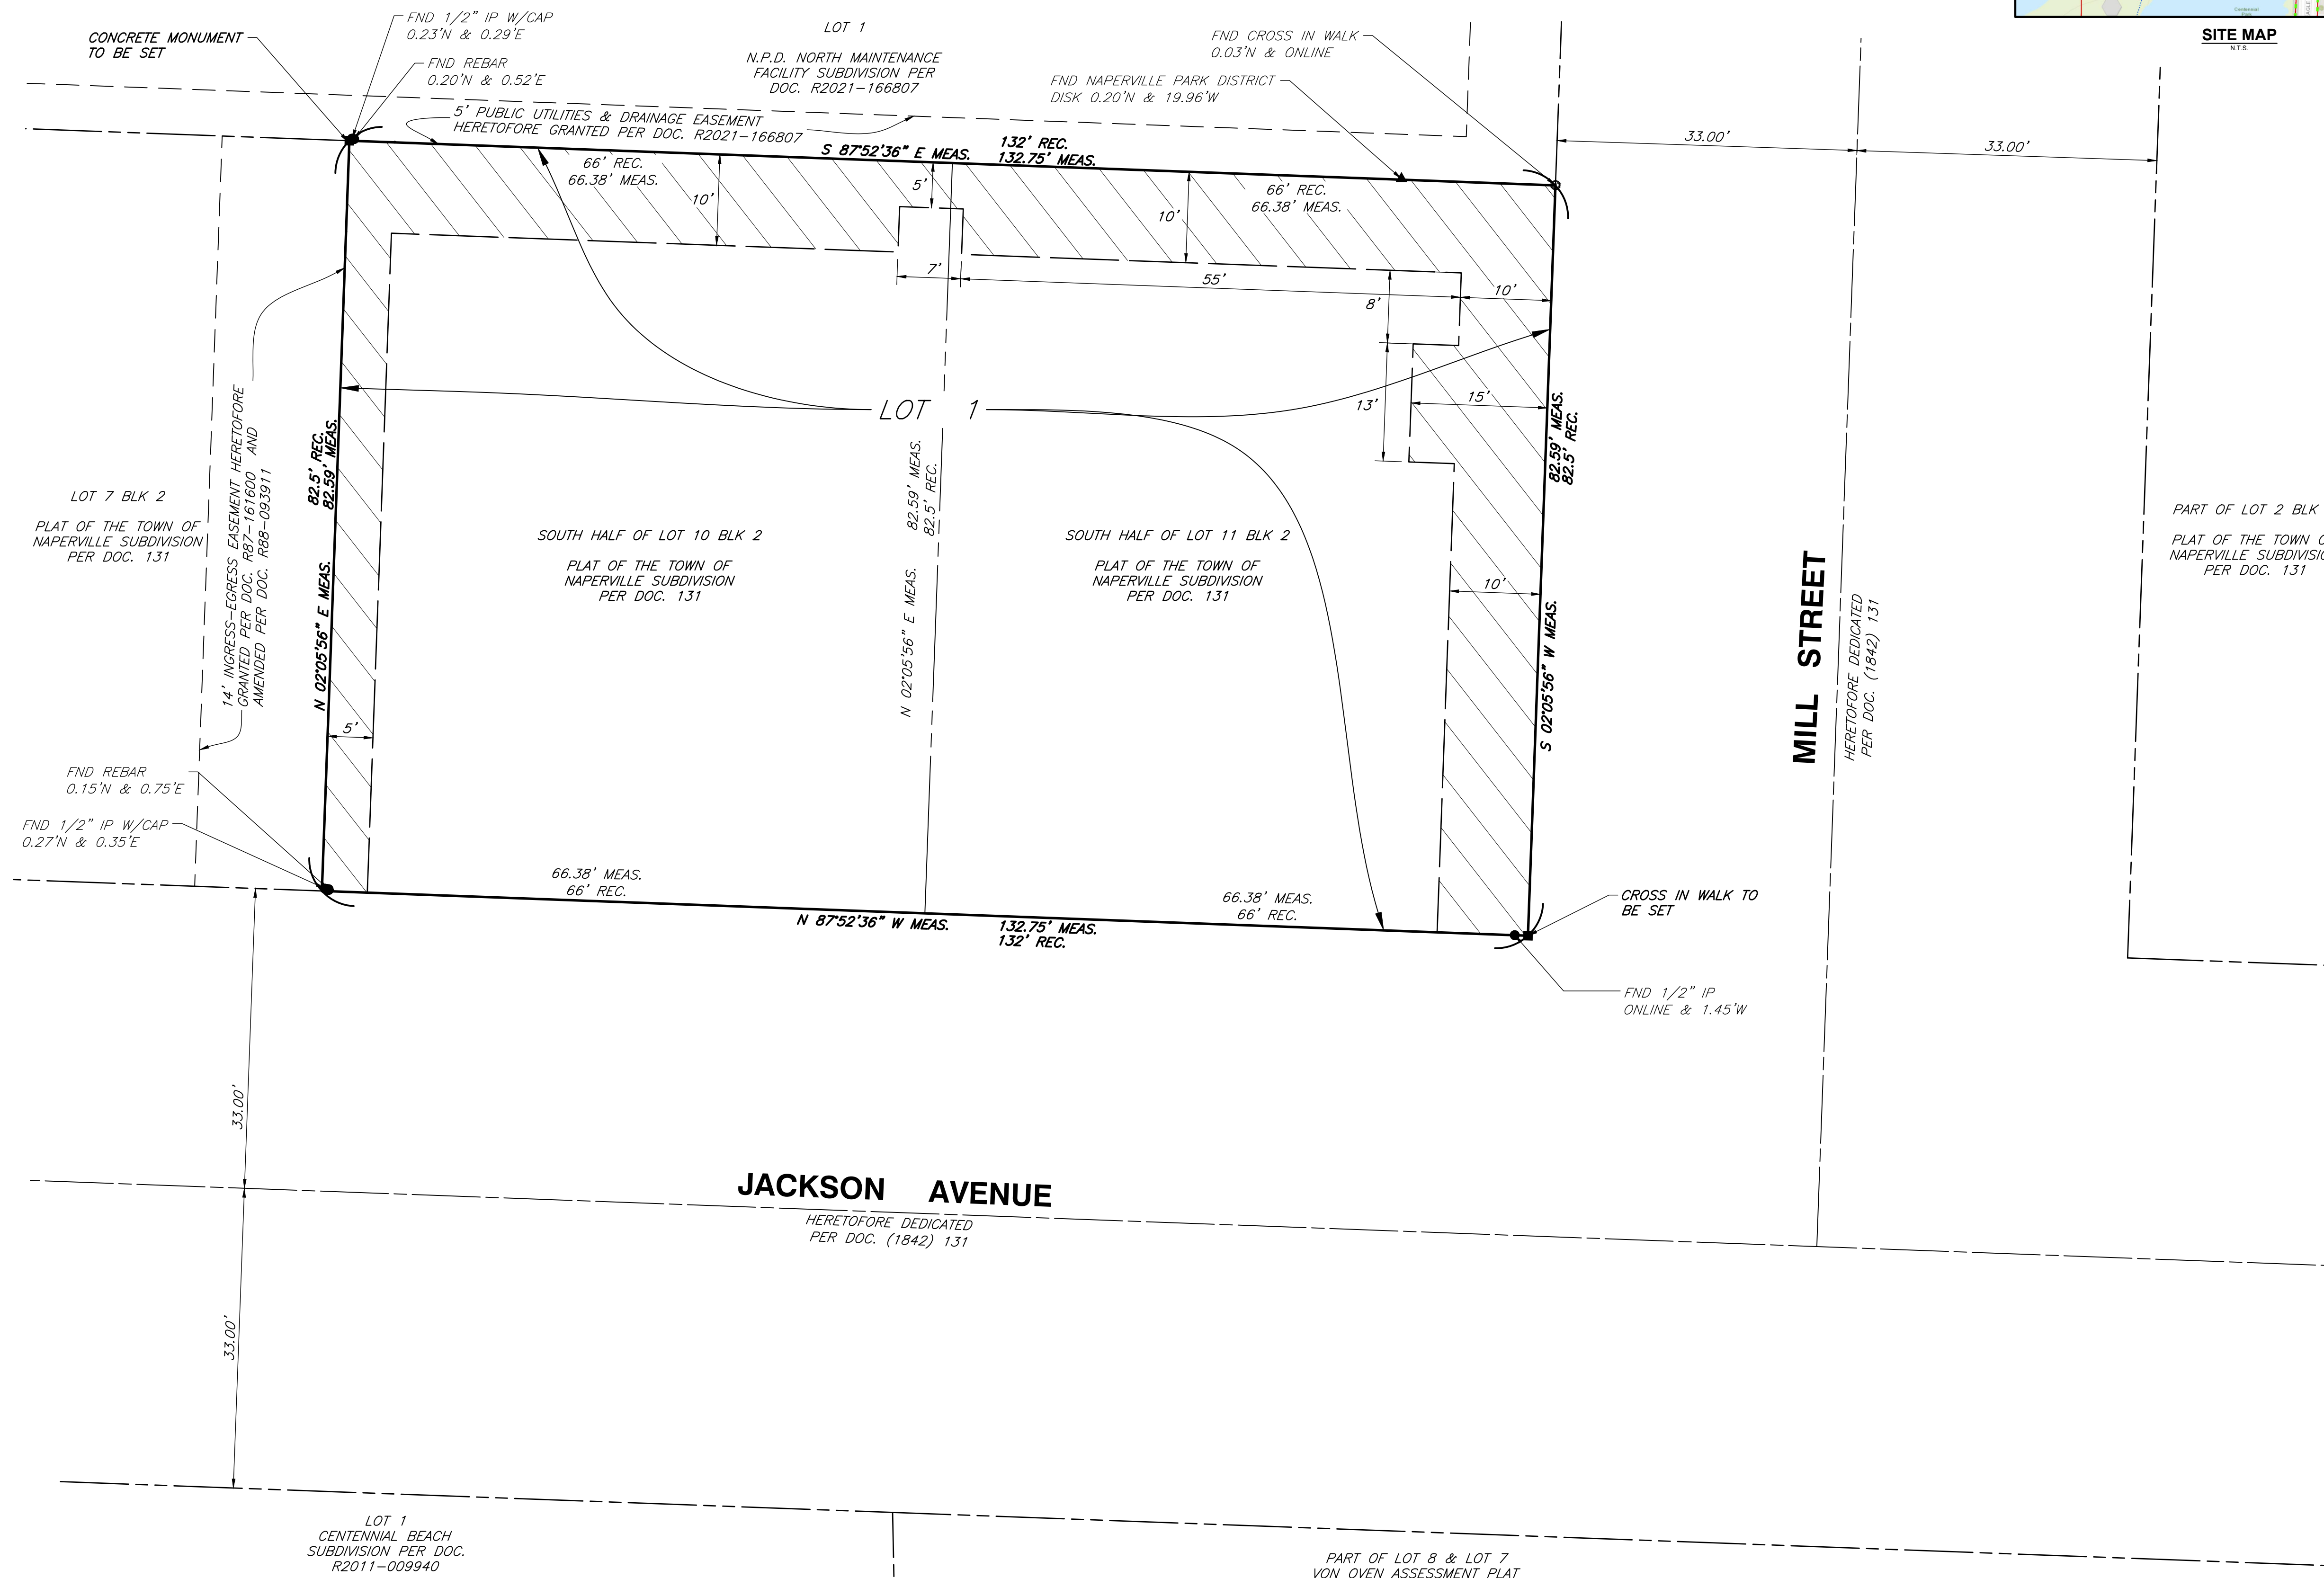 SITE MAP
N.T.S.
Centennial
Park
CONCRETE MONUMENT
TO BE SET
FND 1/2" IP W/CAP
0.23'N & 0.29'E
FND REBAR
0.20'N & 0.52'E
LOT 1
N.P.D. NORTH MAINTENANCE
FACILITY SUBDIVISION PER
DOC. R2021-166807
FND CROSS IN WALK
0.03'N & ONLINE
FND NAPERVILLE PARK DISTRICT
DISK 0.20'N & 19.96'W
5' PUBLIC UTILITIES & DRAINAGE EASEMENT
HERETOFORE GRANTED PER DOC. R2021-166807
S 87°52'36" E MEAS.
132' REC.
132.75' MEAS.
33.00'
33.00'
66' REC.
66.38' MEAS.
10'
5'
10'
66' REC.
66.38' MEAS.
7'
55'
10'
8'
13'
15'
LOT 1
82.5' REC.
82.59' MEAS.
N 02°05'56" E MEAS.
14' INGRESS-EGRESS EASEMENT HERETOFORE
GRANTED PER DOC. R87-161600 AND
AMENDED PER DOC. R88-093911
LOT 7 BLK 2
PLAT OF THE TOWN OF
NAPERVILLE SUBDIVISION
PER DOC. 131
SOUTH HALF OF LOT 10 BLK 2
PLAT OF THE TOWN OF
NAPERVILLE SUBDIVISION
PER DOC. 131
82.59' MEAS.
82.5' REC.
N 02°05'56" E MEAS.
SOUTH HALF OF LOT 11 BLK 2
PLAT OF THE TOWN OF
NAPERVILLE SUBDIVISION
PER DOC. 131
82.59' MEAS.
82.5' REC.
S 02°05'56" W MEAS.
10'
MILL STREET
HERETOFORE DEDICATED
PER DOC. (1842) 131
PART OF LOT 2 BLK
PLAT OF THE TOWN O
NAPERVILLE SUBDIVISIO
PER DOC. 131
5'
FND REBAR
0.15'N & 0.75'E
FND 1/2" IP W/CAP
0.27'N & 0.35'E
66.38' MEAS.
66' REC.
66.38' MEAS.
66' REC.
N 87°52'36" W MEAS.
132.75' MEAS.
132' REC.
CROSS IN WALK TO
BE SET
FND 1/2" IP
ONLINE & 1.45'W
33.00'
JACKSON AVENUE
HERETOFORE DEDICATED
PER DOC. (1842) 131
33.00'
LOT 1
CENTENNIAL BEACH
SUBDIVISION PER DOC.
R2011-009940
PART OF LOT 8 & LOT 7
VON OVEN ASSESSMENT PLAT